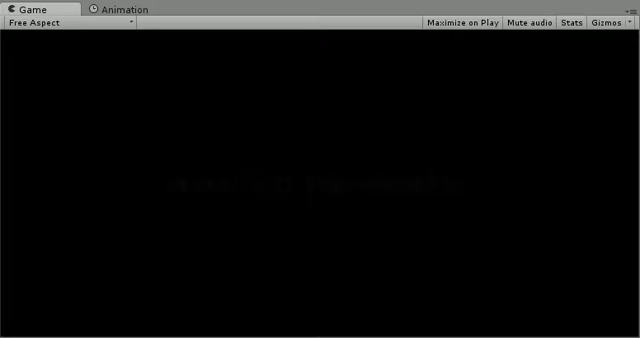 Game
Animation
Free Aspect
Maximize on Play
Mute audio
Stats
Gizmos